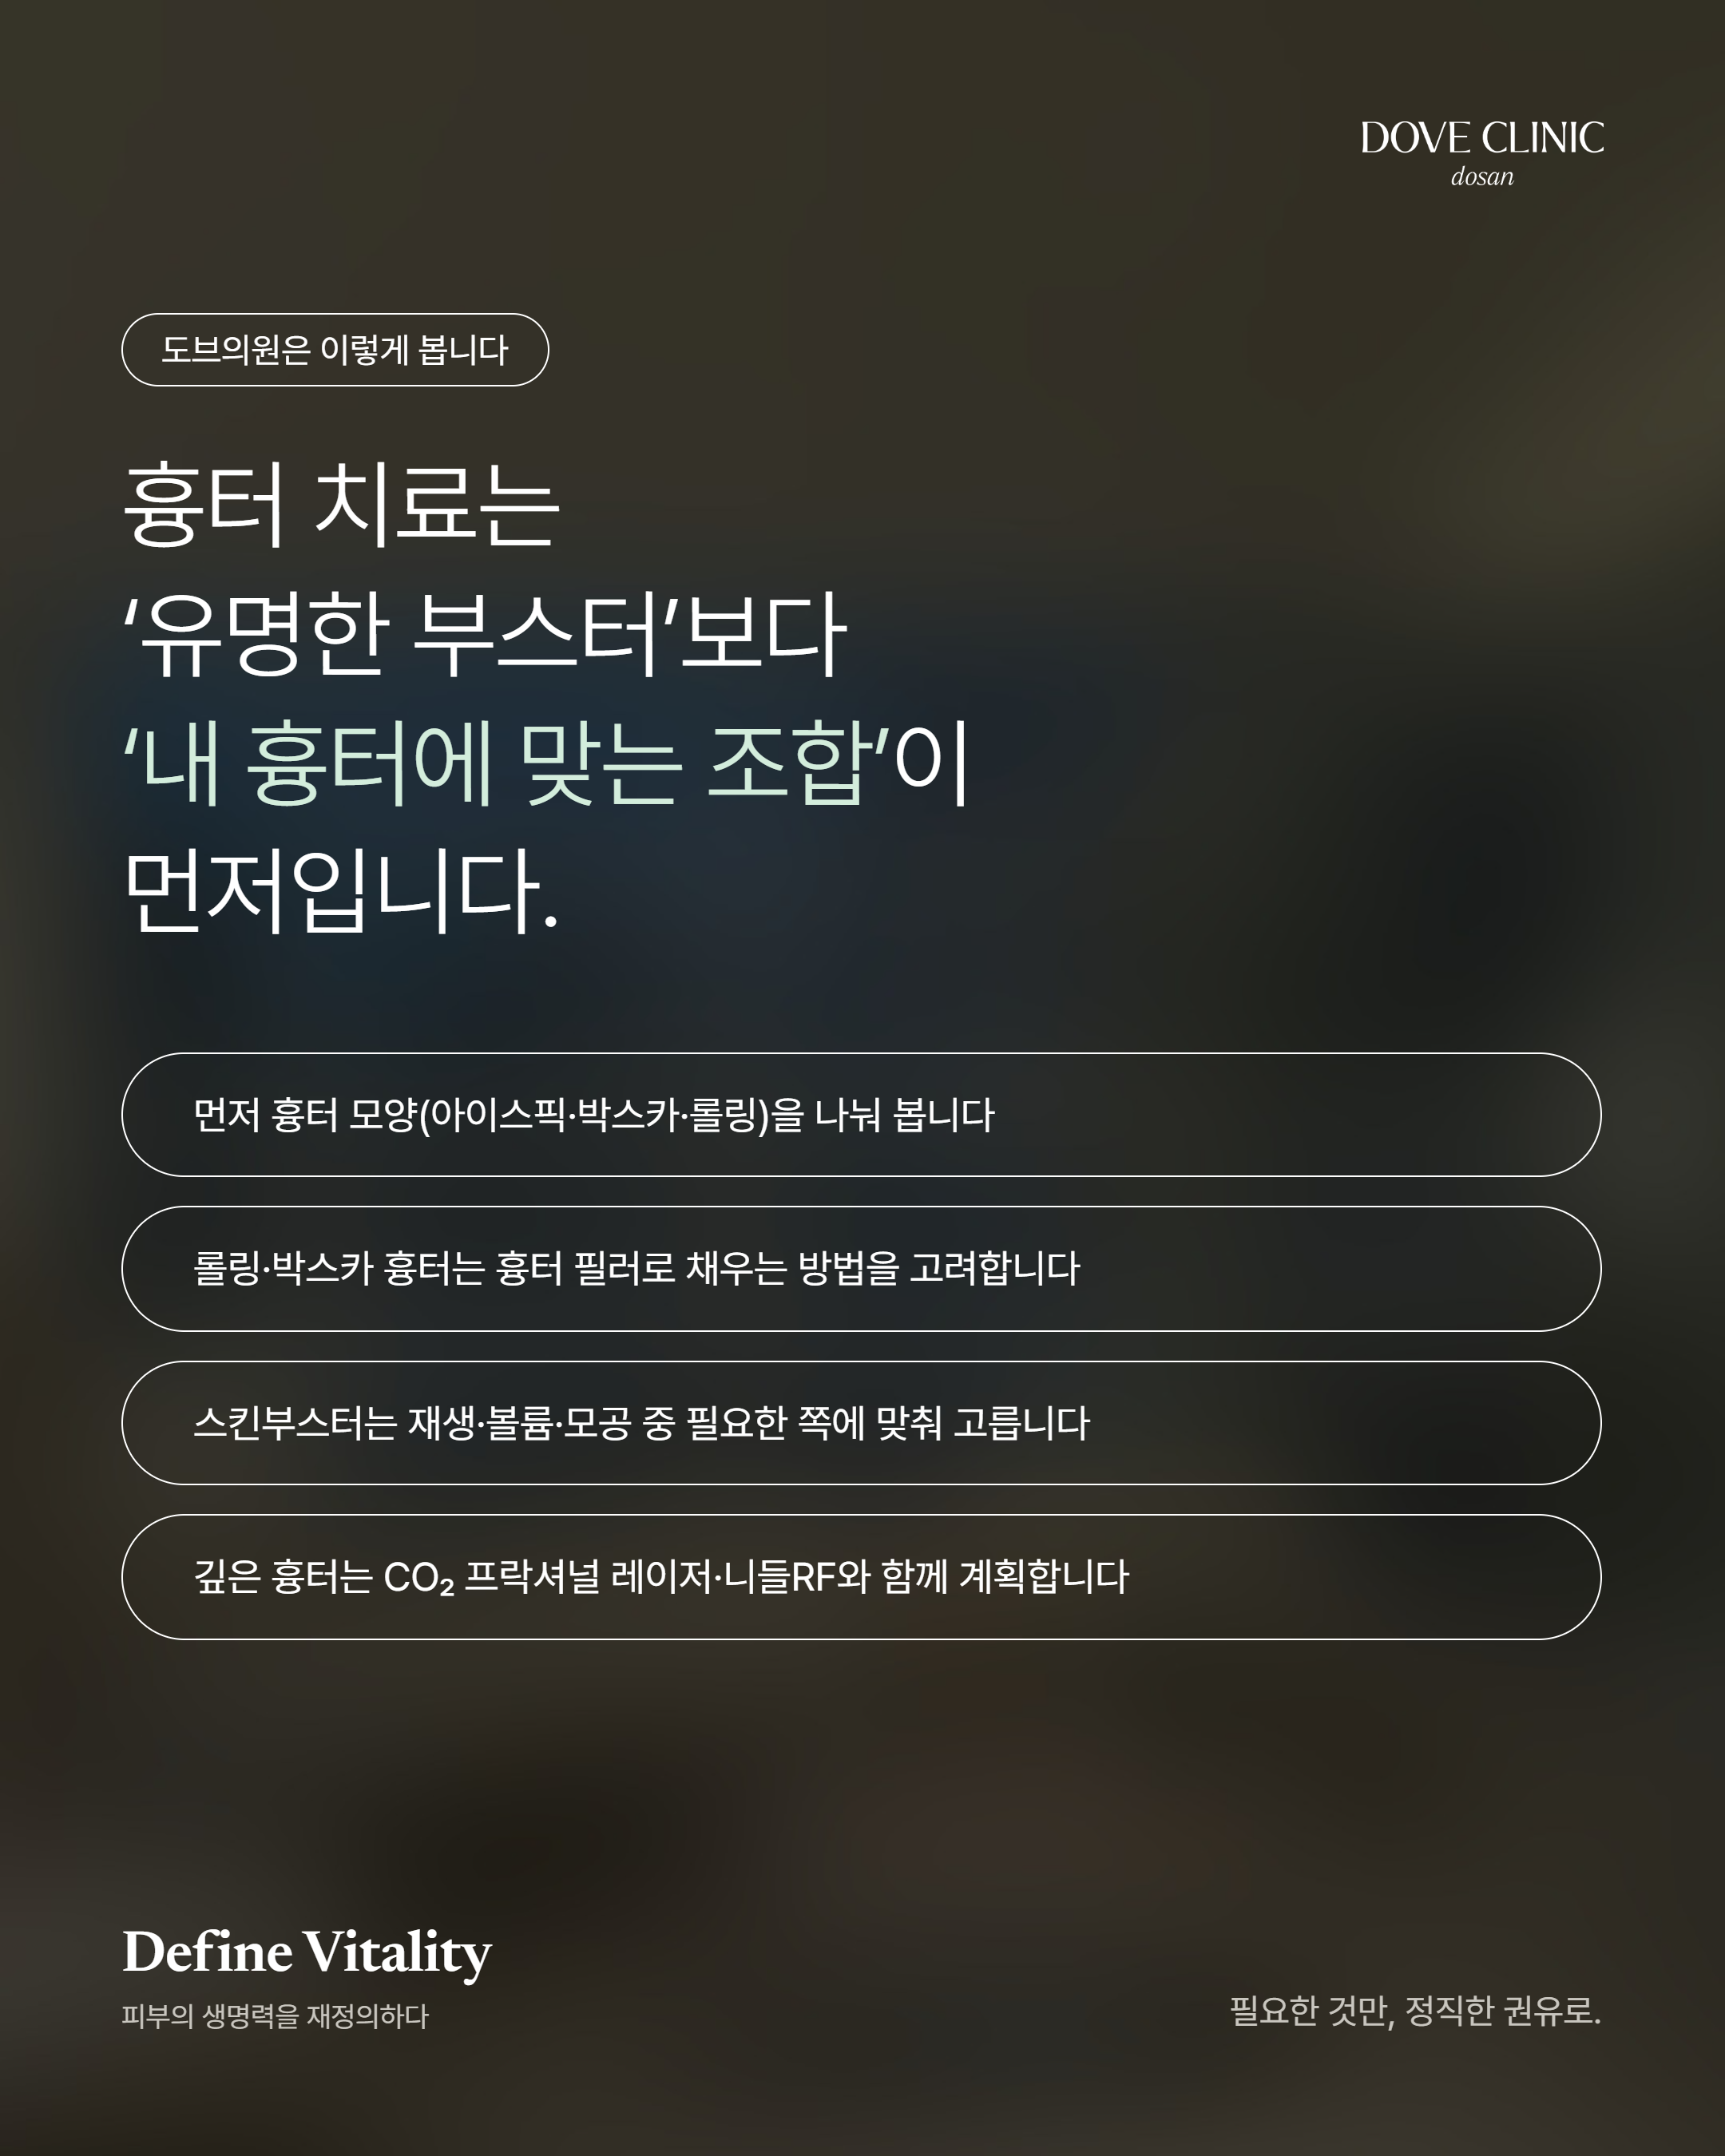 DOVE CLINIC
dosan
도브의원은 이렇게 봅니다
흉터 치료는
‘유명한 부스터’보다
‘내 흉터에 맞는 조합’이
먼저입니다.
먼저 흉터 모양(아이스픽·박스카·롤링)을 나눠 봅니다
롤링·박스카 흉터는 흉터 필러로 채우는 방법을 고려합니다
스킨부스터는 재생·볼륨·모공 중 필요한 쪽에 맞춰 고릅니다
깊은 흉터는 CO₂ 프락셔널 레이저·니들RF와 함께 계획합니다
Define Vitality
피부의 생명력을 재정의하다
필요한 것만, 정직한 권유로.